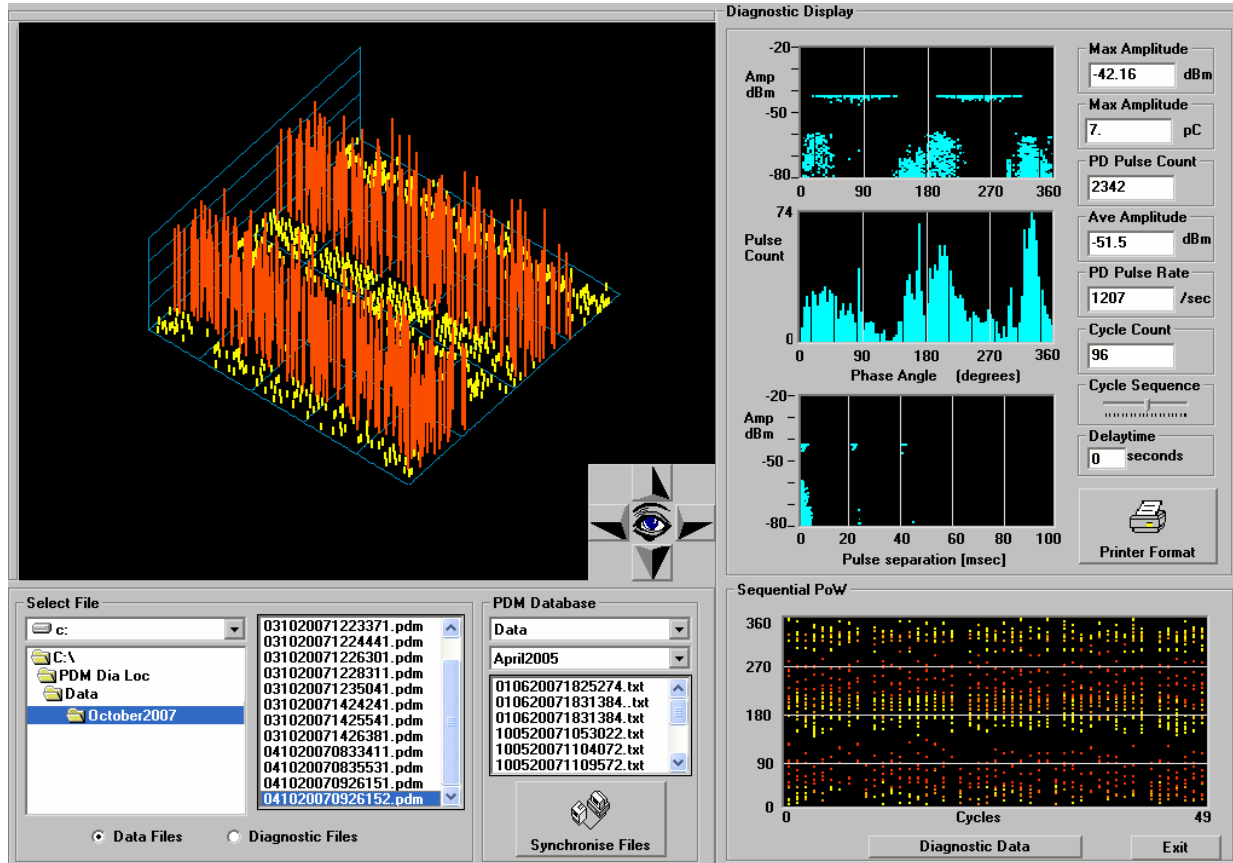 Diagnostic Display
-20
Amp
dBm
-50
-80
0 90 180 270 360
74
Pulse
Count
0
0 90 180 270 360
Phase Angle (degrees)
-20
Amp
dBm
-50
-80
0 20 40 60 80 100
Pulse separation [msec]
Max Amplitude
-42.16 dBm
Max Amplitude
7. pC
PD Pulse Count
2342
Ave Amplitude
-51.5 dBm
PD Pulse Rate
1207 /sec
Cycle Count
96
Cycle Sequence
Delaytime
0 seconds
Printer Format
Select File
c:
C:\
PDM Dia Loc
Data
October2007
031020071223371.pdm
031020071224441.pdm
031020071226301.pdm
031020071228311.pdm
031020071235041.pdm
031020071424241.pdm
031020071425541.pdm
031020071426381.pdm
041020070833411.pdm
041020070835531.pdm
041020070926151.pdm
041020070926152.pdm
Data Files
Diagnostic Files
PDM Database
Data
April2005
010620071825274.txt
010620071831384..txt
010620071831384.txt
100520071053022.txt
100520071104072.txt
100520071109572.txt
Synchronise Files
Sequential PoW
360
270
180
90
0
0 Cycles 49
Diagnostic Data
Exit